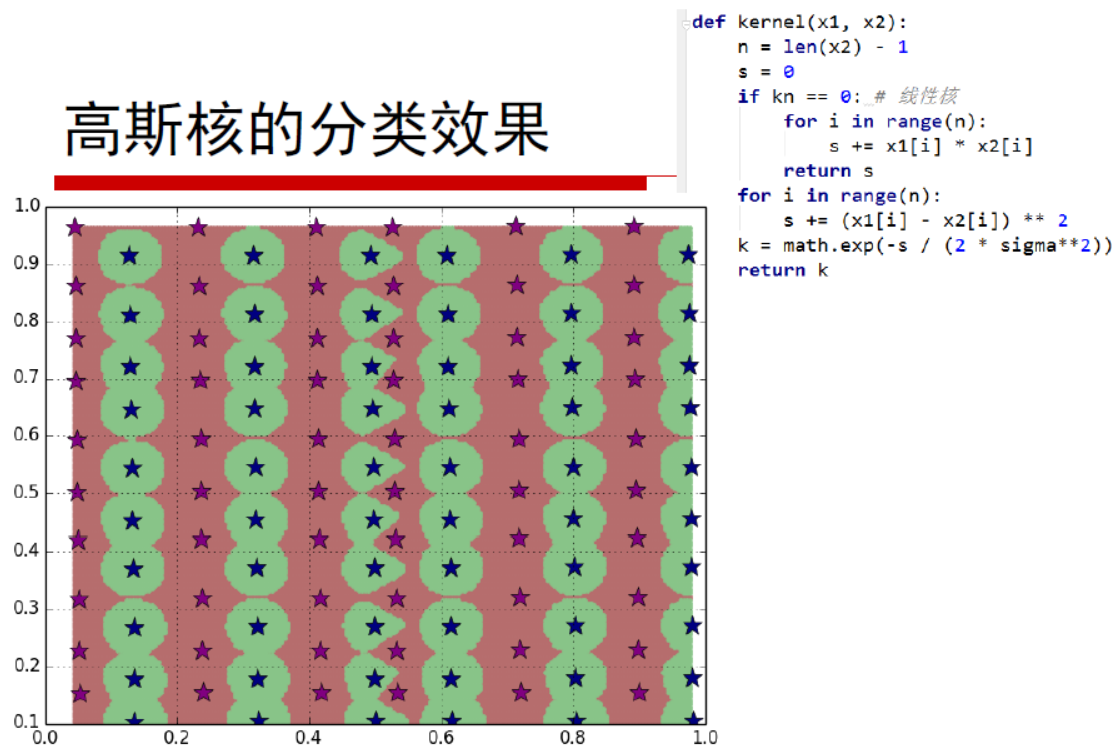 高斯核的分类效果
def kernel(x1, x2):
    n = len(x2) - 1
    s = 0
    if kn == 0: # 线性核
        for i in range(n):
            s += x1[i] * x2[i]
        return s
    for i in range(n):
        s += (x1[i] - x2[i]) ** 2
    k = math.exp(-s / (2 * sigma**2))
    return k
1.0
0.9
0.8
0.7
0.6
0.5
0.4
0.3
0.2
0.1
0.0 0.2 0.4 0.6 0.8 1.0